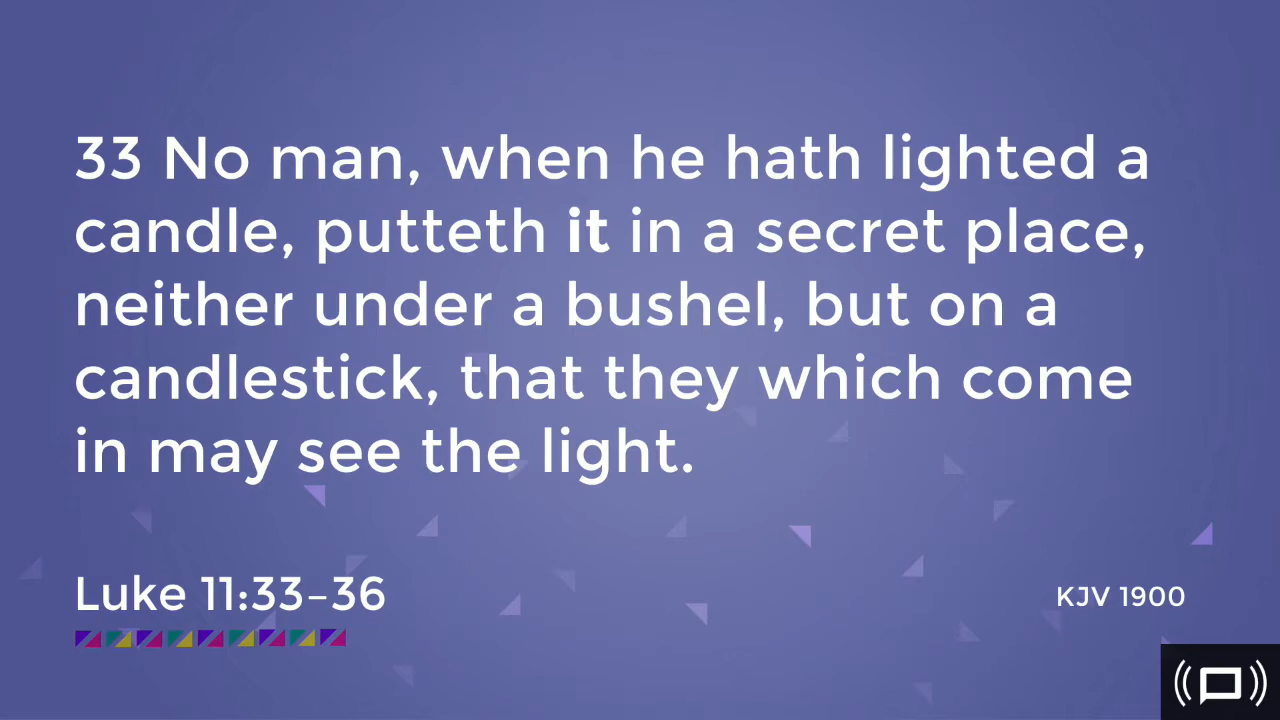 33 No man, when he hath lighted a
candle, putteth it in a secret place,
neither under a bushel, but on a
candlestick, that they which come
in may see the light.
Luke 11:33–36
KJV 1900